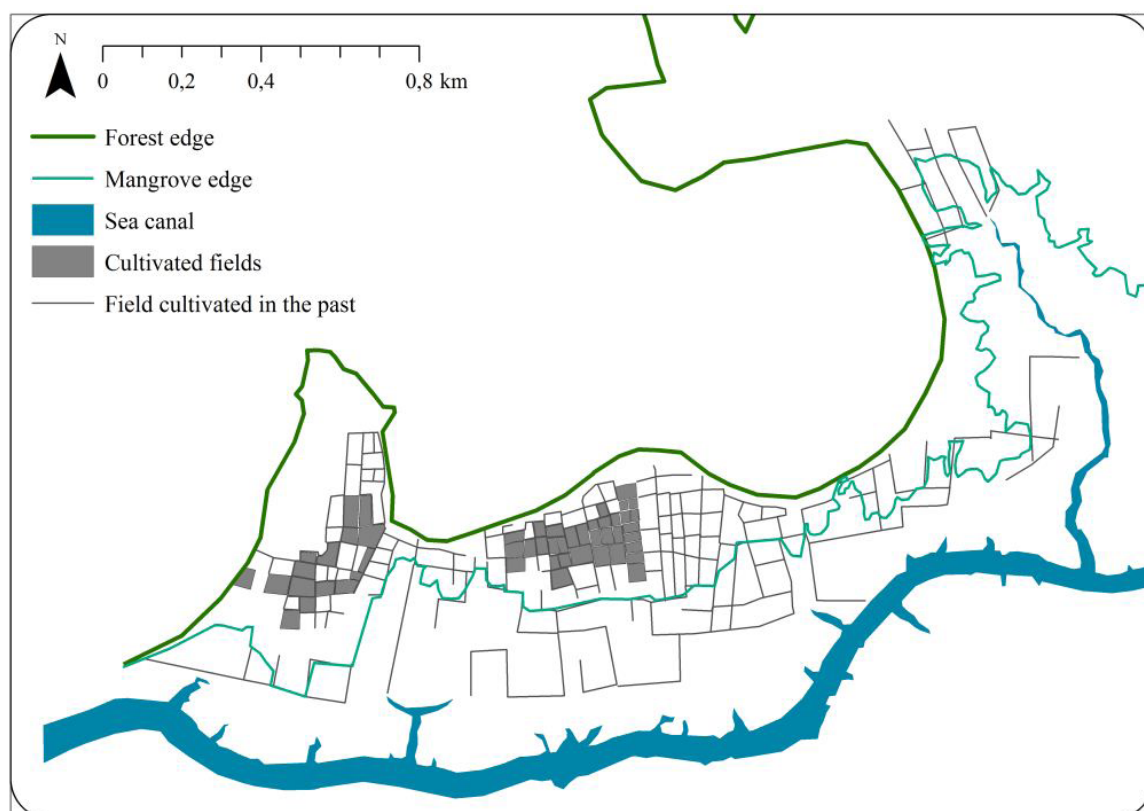 N
0 0,2 0,4 0,8 km
Forest edge
Mangrove edge
Sea canal
Cultivated fields
Field cultivated in the past